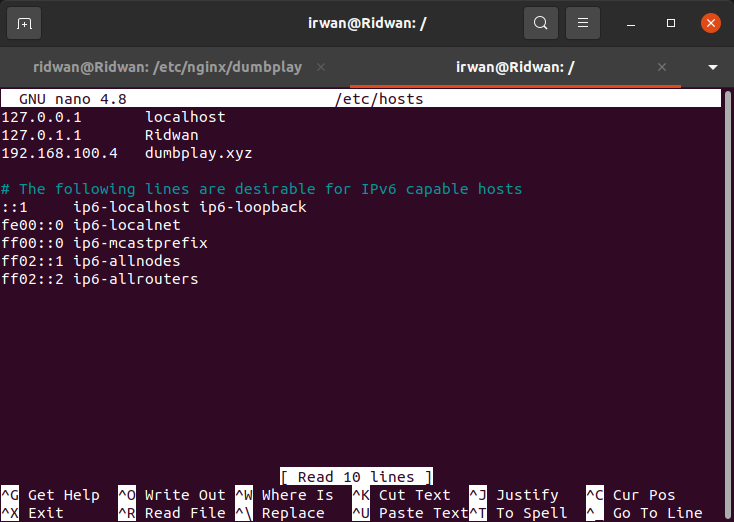 irwan@Ridwan: /
ridwan@Ridwan: /etc/nginx/dumbplay × irwan@Ridwan: / ×
GNU nano 4.8 /etc/hosts
127.0.0.1 localhost
127.0.1.1 Ridwan
192.168.100.4 dumbplay.xyz
# The following lines are desirable for IPv6 capable hosts
::1 ip6-localhost ip6-loopback
fe00::0 ip6-localnet
ff00::0 ip6-mcastprefix
ff02::1 ip6-allnodes
ff02::2 ip6-allrouters
[ Read 10 lines ]
^G Get Help ^O Write Out ^W Where Is ^K Cut Text ^J Justify ^C Cur Pos
^X Exit ^R Read File ^\ Replace ^U Paste Text ^T To Spell ^_ Go To Line